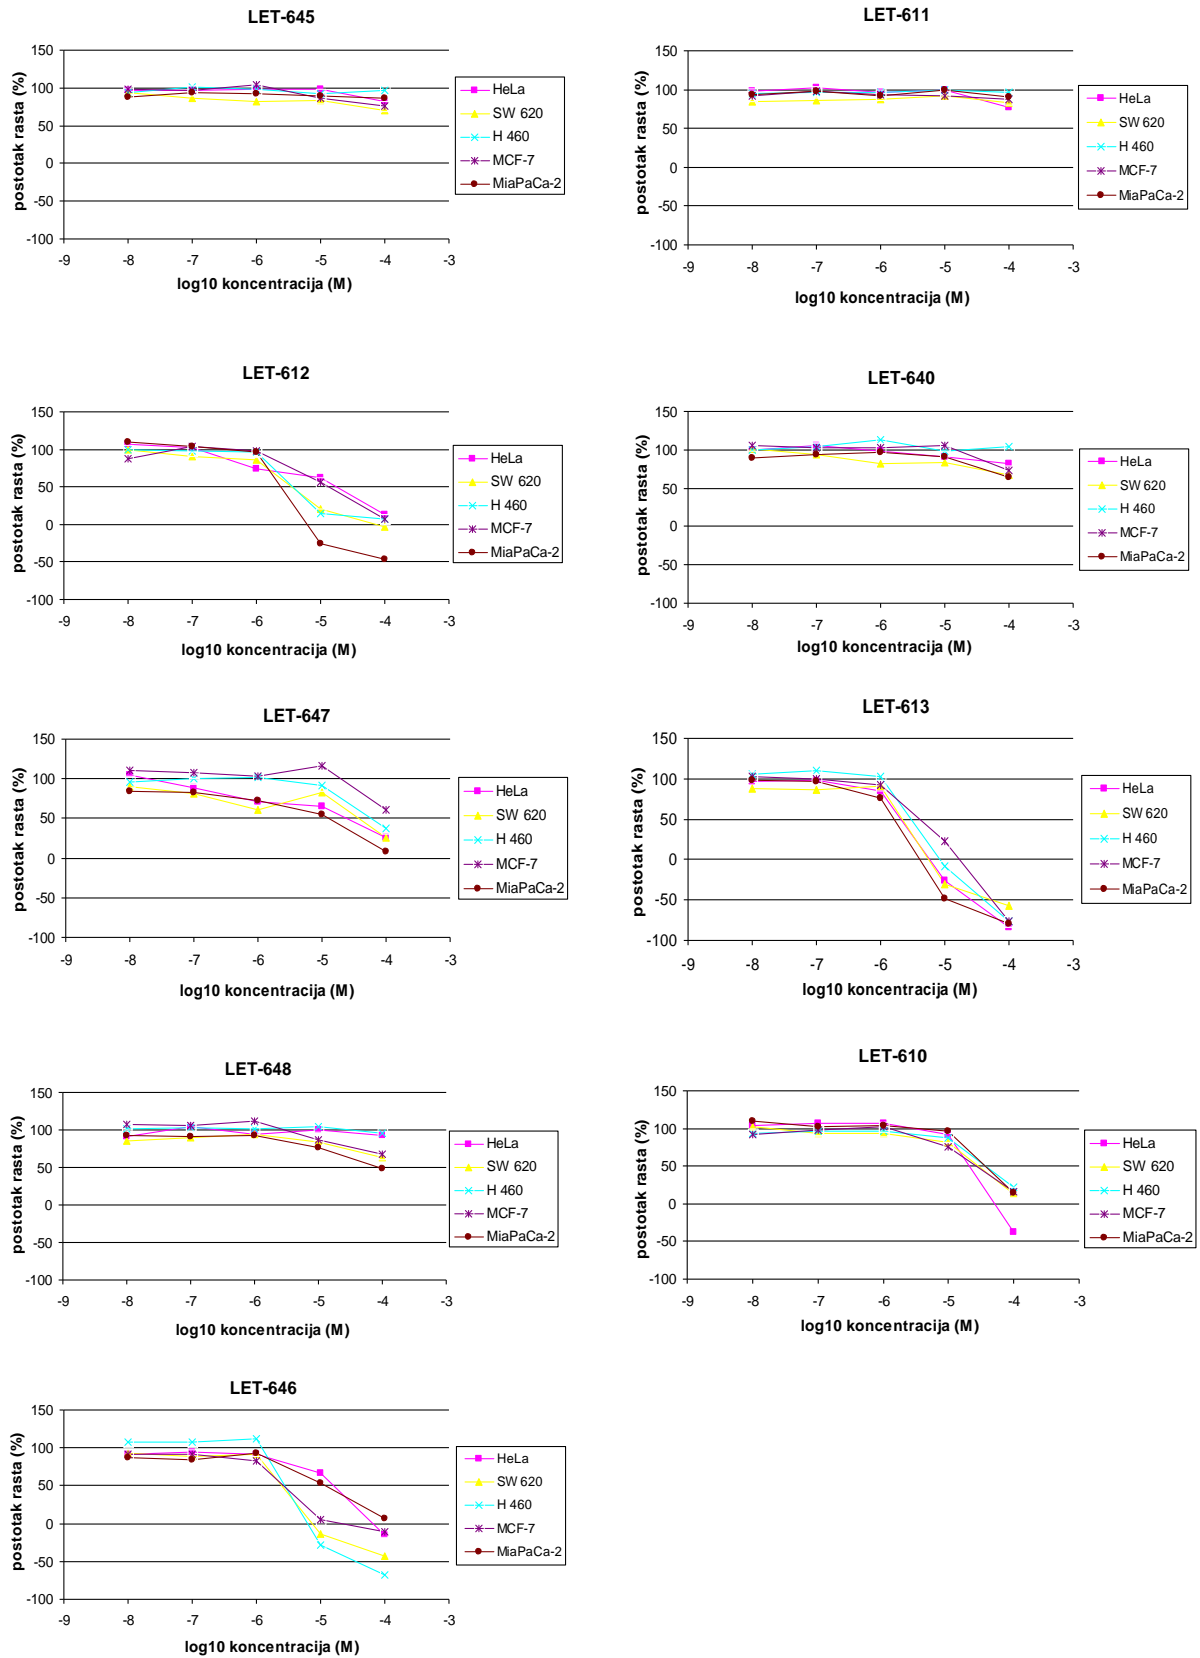 LET-645
postotak rasta (%)
150
100
50
0
-50
-100
-9 -8 -7 -6 -5 -4 -3
log10 koncentracija (M)
HeLa
SW 620
H 460
MCF-7
MiaPaCa-2
LET-611
postotak rasta (%)
150
100
50
0
-50
-100
-9 -8 -7 -6 -5 -4 -3
log10 koncentracija (M)
HeLa
SW 620
H 460
MCF-7
MiaPaCa-2
LET-612
postotak rasta (%)
150
100
50
0
-50
-100
-9 -8 -7 -6 -5 -4 -3
log10 koncentracija (M)
HeLa
SW 620
H 460
MCF-7
MiaPaCa-2
LET-640
postotak rasta (%)
150
100
50
0
-50
-100
-9 -8 -7 -6 -5 -4 -3
log10 koncentracija (M)
HeLa
SW 620
H 460
MCF-7
MiaPaCa-2
LET-647
postotak rasta (%)
150
100
50
0
-50
-100
-9 -8 -7 -6 -5 -4 -3
log10 koncentracija (M)
HeLa
SW 620
H 460
MCF-7
MiaPaCa-2
LET-613
postotak rasta (%)
150
100
50
0
-50
-100
-9 -8 -7 -6 -5 -4 -3
log10 koncentracija (M)
HeLa
SW 620
H 460
MCF-7
MiaPaCa-2
LET-648
postotak rasta (%)
150
100
50
0
-50
-100
-9 -8 -7 -6 -5 -4 -3
log10 koncentracija (M)
HeLa
SW 620
H 460
MCF-7
MiaPaCa-2
LET-610
postotak rasta (%)
150
100
50
0
-50
-100
-9 -8 -7 -6 -5 -4 -3
log10 koncentracija (M)
HeLa
SW 620
H 460
MCF-7
MiaPaCa-2
LET-646
postotak rasta (%)
150
100
50
0
-50
-100
-9 -8 -7 -6 -5 -4 -3
log10 koncentracija (M)
HeLa
SW 620
H 460
MCF-7
MiaPaCa-2